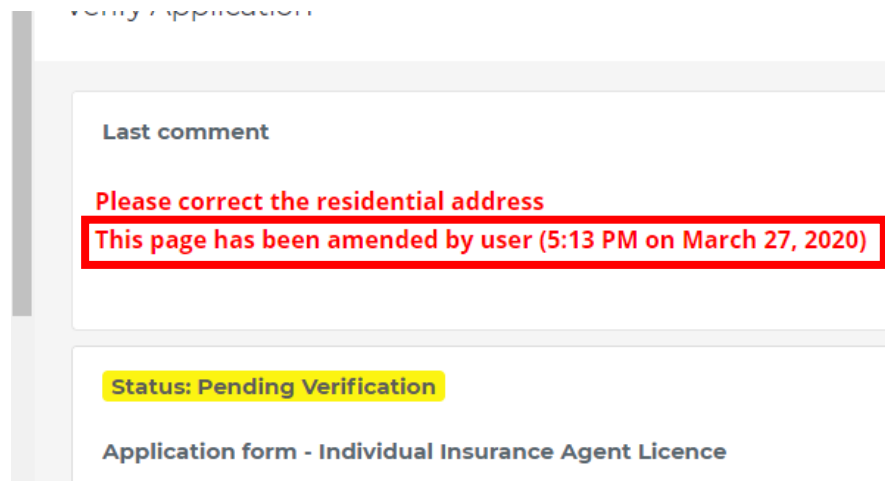 Last comment
Please correct the residential address
This page has been amended by user (5:13 PM on March 27, 2020)
Status: Pending Verification
Application form - Individual Insurance Agent Licence